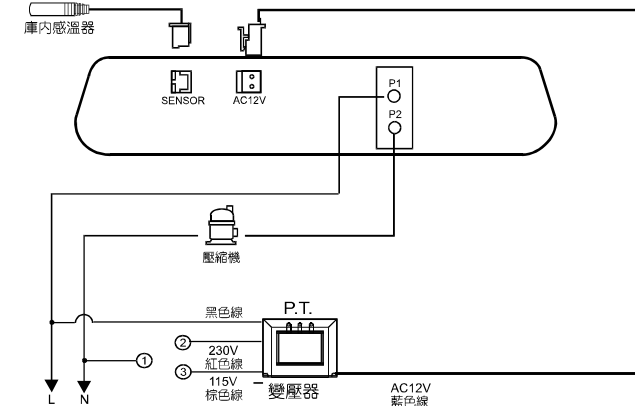 庫內感溫器
SENSOR
AC12V
P1
P2
壓縮機
黑色線
P.T.
2
230V
紅色線
1
3
115V
棕色線
變壓器
AC12V
藍色線
L
N